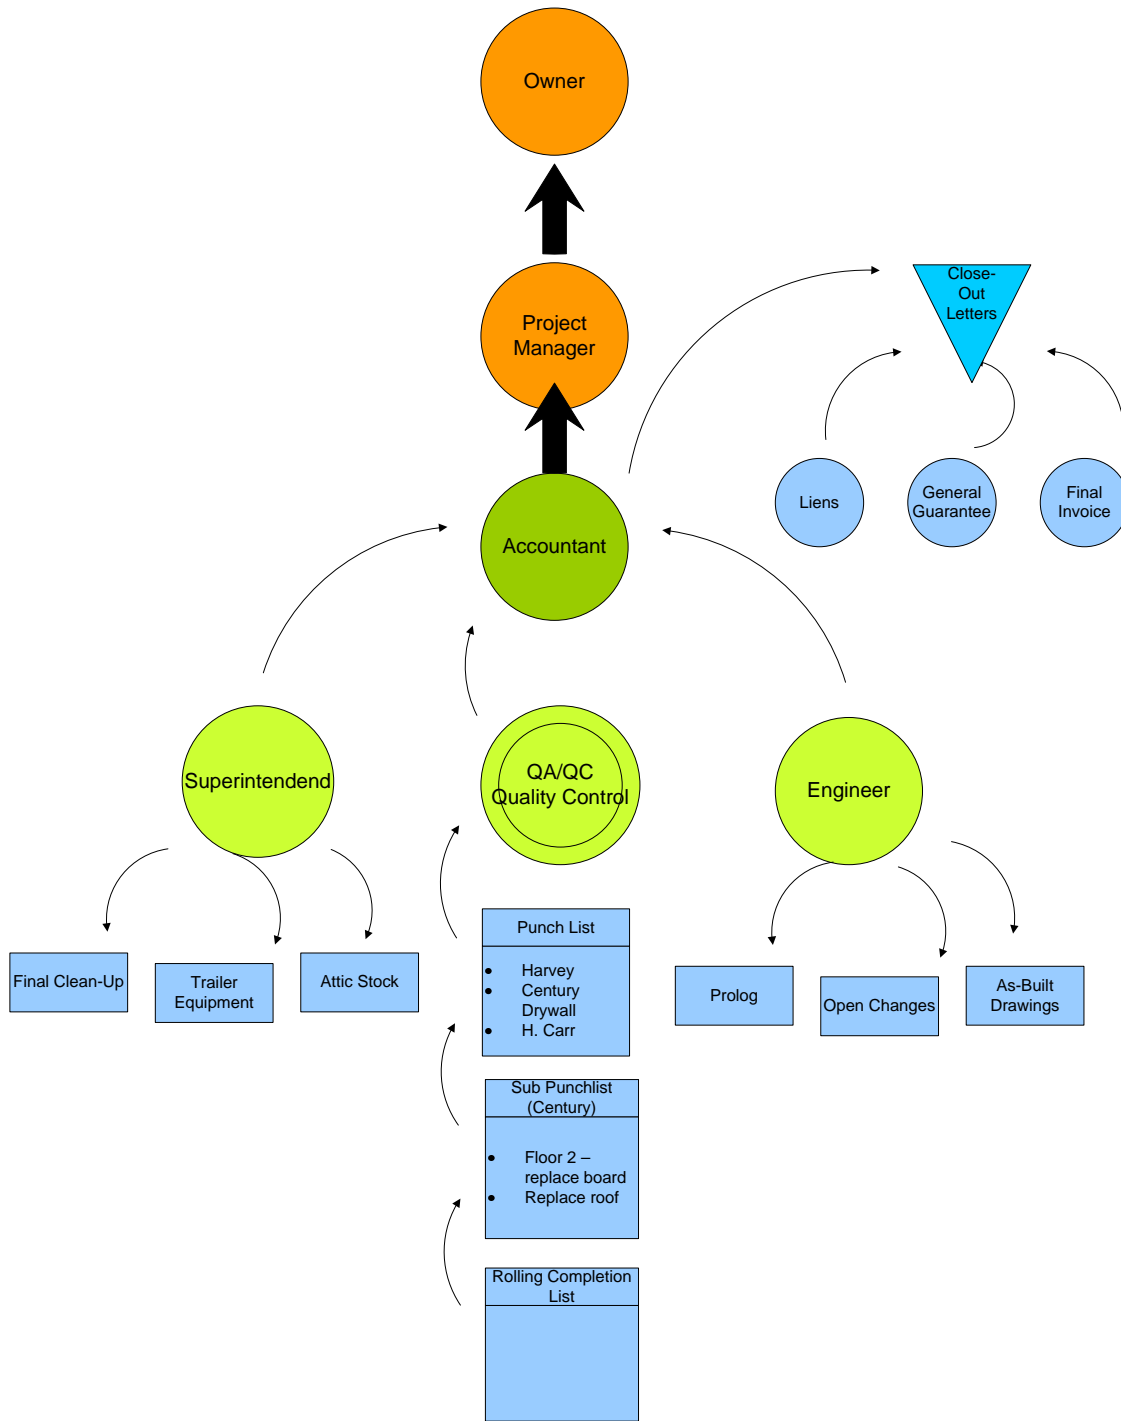 Owner
Project
Manager
Close-
Out
Letters
Liens
General
Guarantee
Final
Invoice
Accountant
Superintendend
QA/QC
Quality Control
Engineer
Final Clean-Up
Trailer
Equipment
Attic Stock
Punch List
• Harvey
• Century
Drywall
• H. Carr
Prolog
Open Changes
As-Built
Drawings
Sub Punchlist
(Century)
• Floor 2 –
replace board
• Replace roof
Rolling Completion
List